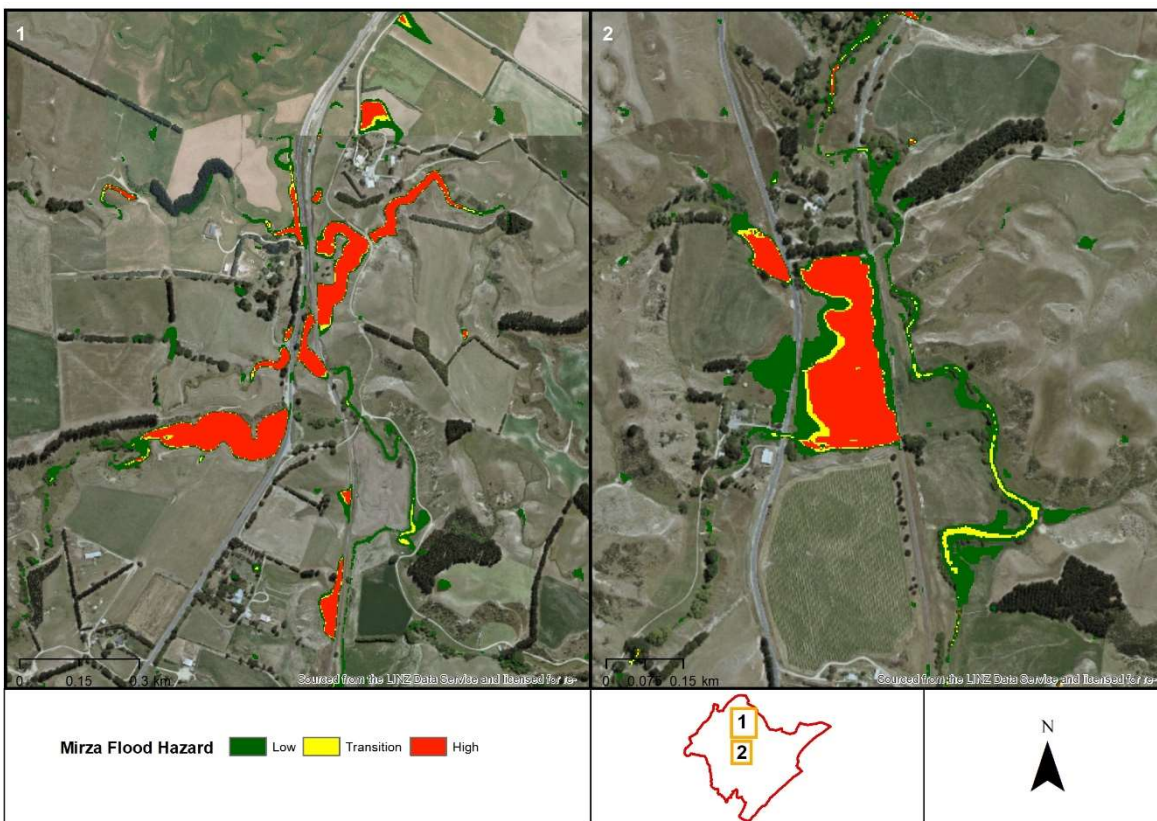 1
2
0 0.15 0.3 km
Sourced from the LINZ Data Service and licensed for re-
0 0.075 0.15 km
Sourced from the LINZ Data Service and licensed for re-
Mirza Flood Hazard Low Transition High
1
2
N